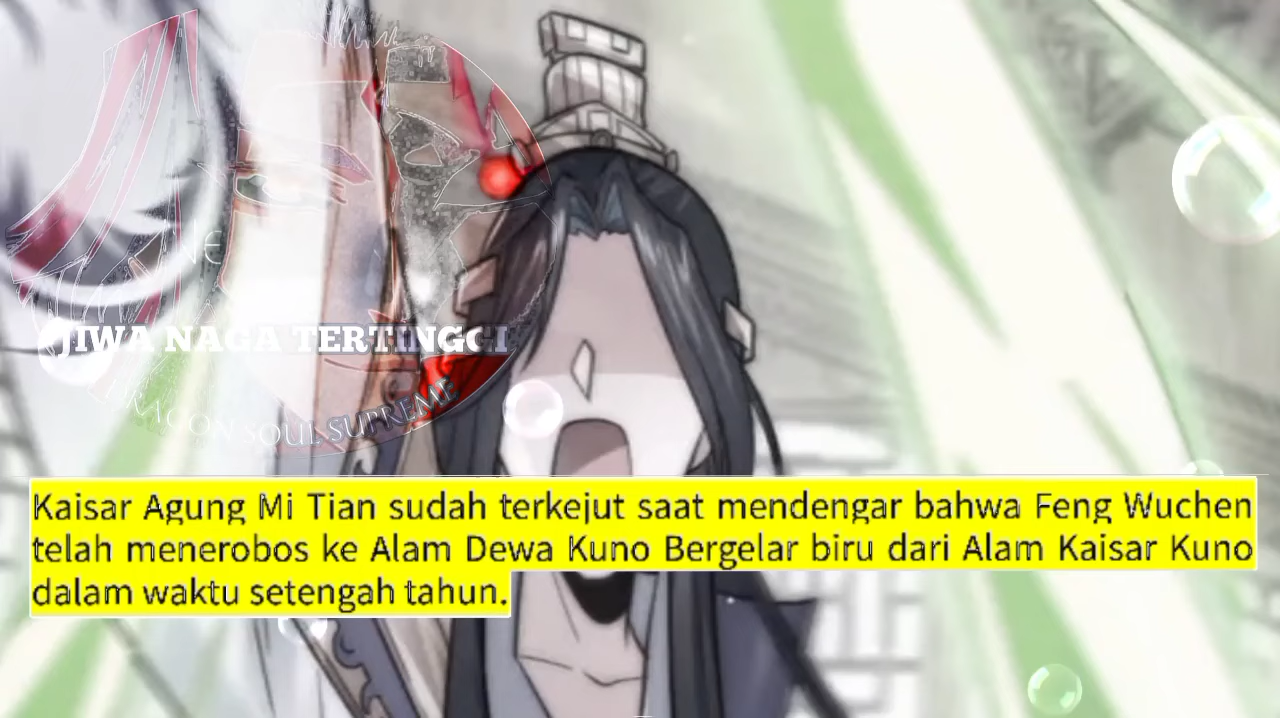 JIWA NAGA TERTINGGI
DRAGON SOUL SUPREME
Kaisar Agung Mi Tian sudah terkejut saat mendengar bahwa Feng Wuchen
telah menerobos ke Alam Dewa Kuno Bergelar biru dari Alam Kaisar Kuno
dalam waktu setengah tahun.